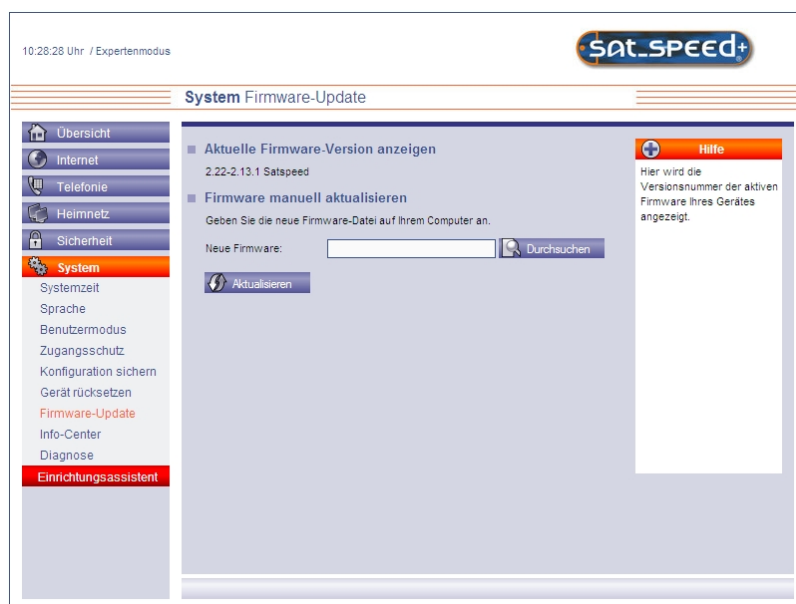 10:28:28 Uhr / Expertenmodus
sat_speed+
System Firmware-Update
Übersicht
Internet
Telefonie
Heimnetz
Sicherheit
System
Systemzeit
Sprache
Benutzermodus
Zugangsschutz
Konfiguration sichern
Gerät rücksetzen
Firmware-Update
Info-Center
Diagnose
Einrichtungsassistent
Aktuelle Firmware-Version anzeigen
2.22-2.13.1 Satspeed
Firmware manuell aktualisieren
Geben Sie die neue Firmware-Datei auf Ihrem Computer an.
Neue Firmware:
Durchsuchen
Aktualisieren
Hilfe
Hier wird die
Versionsnummer der aktiven
Firmware Ihres Gerätes
angezeigt.